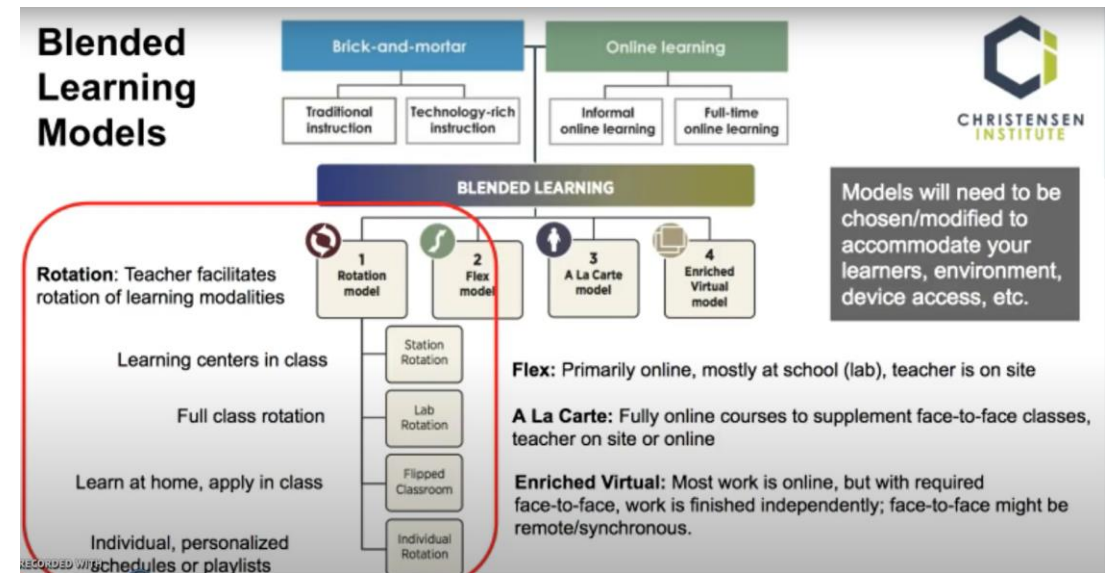 Blended
Learning
Models
Brick-and-mortar
Online learning
Traditional
instruction
Technology-rich
instruction
Informal
online learning
Full-time
online learning
CHRISTENSEN
INSTITUTE
BLENDED LEARNING
Models will need to be
chosen/modified to
accommodate your
learners, environment,
device access, etc.
1
Rotation
model
2
Flex
model
3
A La Carte
model
4
Enriched
Virtual
model
Rotation: Teacher facilitates
rotation of learning modalities
Learning centers in class
Station
Rotation
Full class rotation
Lab
Rotation
Learn at home, apply in class
Flipped
Classroom
Individual, personalized
schedules or playlists
Individual
Rotation
Flex: Primarily online, mostly at school (lab), teacher is on site
A La Carte: Fully online courses to supplement face-to-face classes,
teacher on site or online
Enriched Virtual: Most work is online, but with required
face-to-face, work is finished independently; face-to-face might be
remote/synchronous.
RECORDED WITH